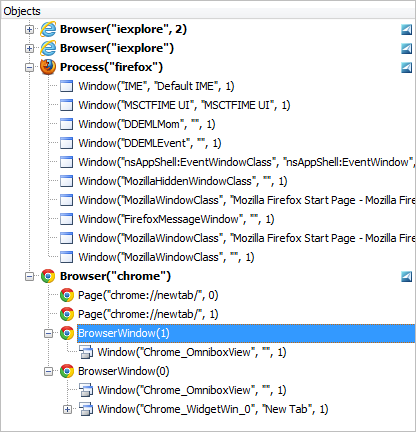 Objects
Browser("iexplore", 2)
Browser("iexplore")
Process("firefox")
Window("IME", "Default IME", 1)
Window("MSCTFIME UI", "MSCTFIME UI", 1)
Window("DDEMLMom", "", 1)
Window("DDEMLEvent", "", 1)
Window("nsAppShell:EventWindowClass", "nsAppShell:EventWindow",
Window("MozillaHiddenWindowClass", "", 1)
Window("MozillaWindowClass", "Mozilla Firefox Start Page - Mozilla F
Window("FirefoxMessageWindow", "", 1)
Window("MozillaWindowClass", "Mozilla Firefox Start Page - Mozilla F
Window("MozillaWindowClass", "", 1)
Browser("chrome")
Page("chrome://newtab/", 0)
Page("chrome://newtab/", 1)
BrowserWindow(1)
Window("Chrome_OmniboxView", "", 1)
BrowserWindow(0)
Window("Chrome_OmniboxView", "", 1)
Window("Chrome_WidgetWin_0", "New Tab", 1)